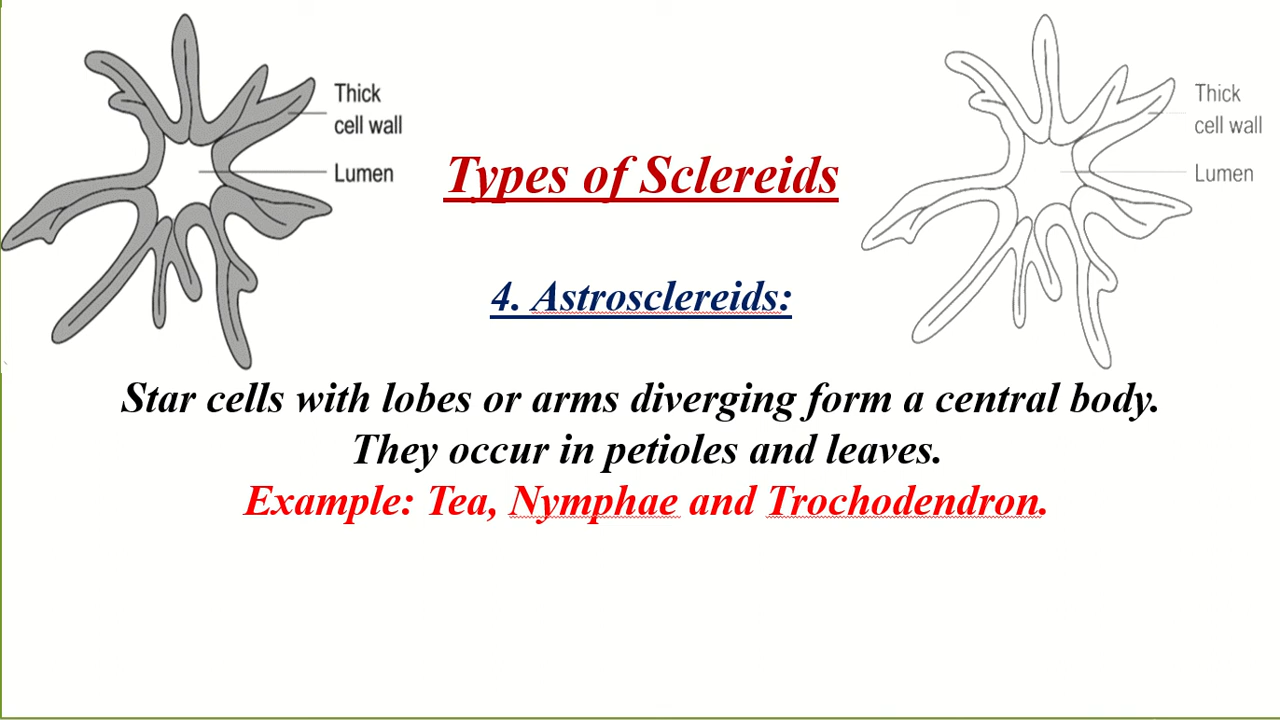 Thick
cell wall
Lumen
Types of Sclereids
Thick
cell wall
Lumen
4. Astrosclereids:
Star cells with lobes or arms diverging form a central body.
They occur in petioles and leaves.
Example: Tea, Nymphae and Trochodendron.